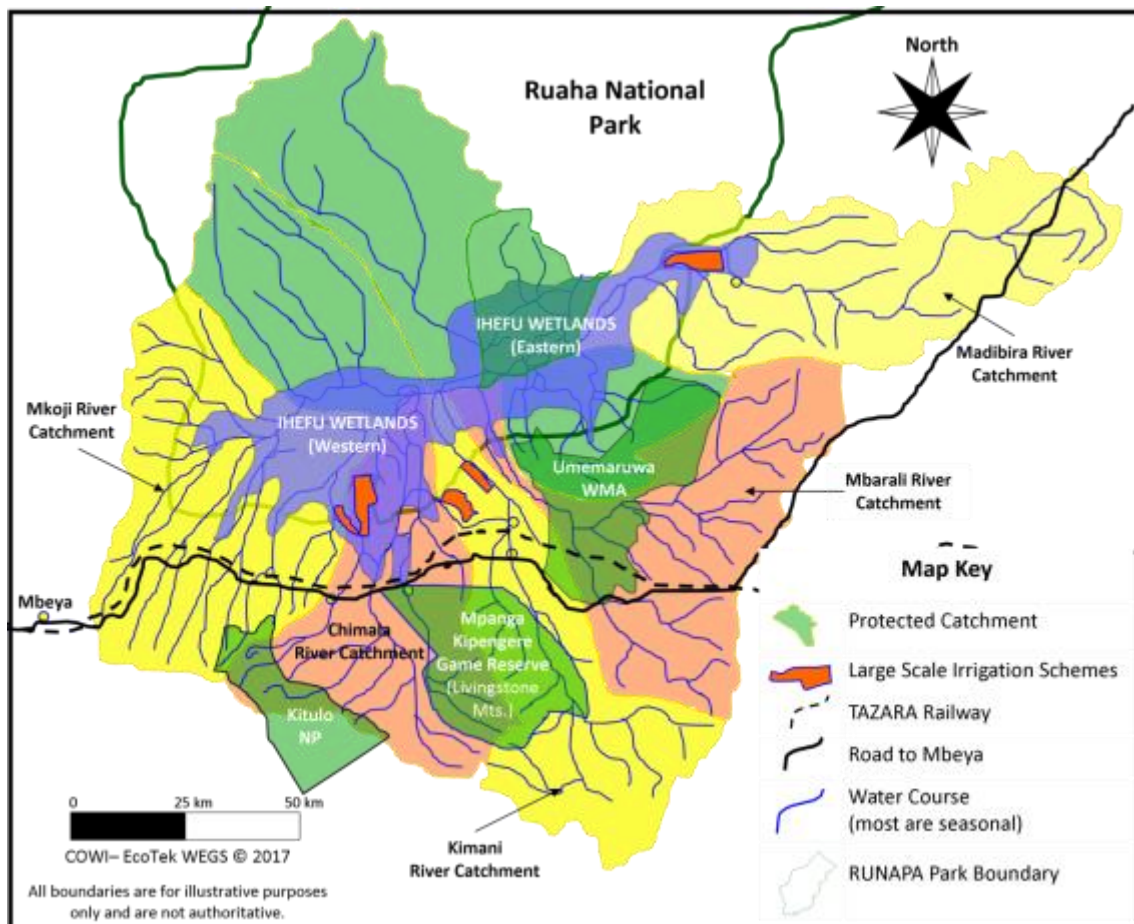 North
Ruaha National
Park
IHEFU WETLANDS
(Eastern)
Madibira River
Catchment
Mkoji River
Catchment
IHEFU WETLANDS
(Western)
Umemaruwa
WMA
Mbarali River
Catchment
Mbeya
Chimala
River Catchment
Mpanga
Kipengere
Game Reserve
(Livingstone
Mts.)
Kitulo
NP
Kimani
River Catchment
Map Key
Protected Catchment
Large Scale Irrigation Schemes
TAZARA Railway
Road to Mbeya
Water Course
(most are seasonal)
RUNAPA Park Boundary
0 25 km 50 km
COWI– EcoTek WEGS © 2017
All boundaries are for illustrative purposes
only and are not authoritative.